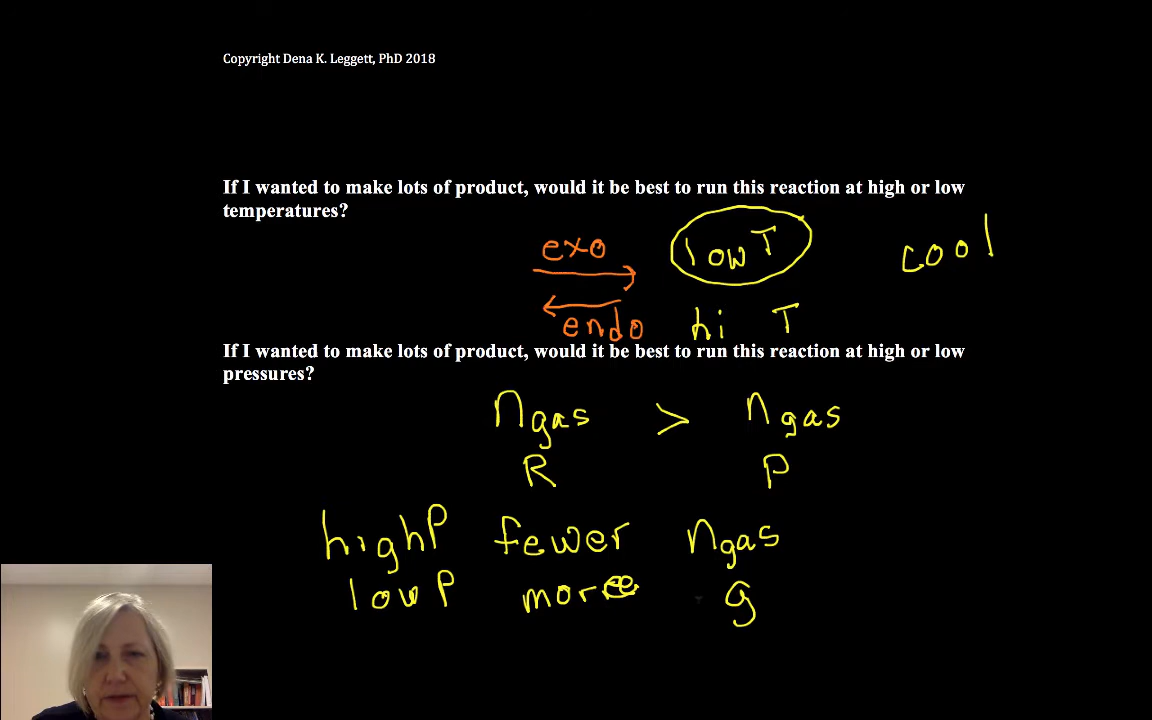 Copyright Dena K. Leggett, PhD 2018
If I wanted to make lots of product, would it be best to run this reaction at high or low
temperatures?
exo low T cool
endo hi T
If I wanted to make lots of product, would it be best to run this reaction at high or low
pressures?
ngas > ngas
R P
high P fewer ngas
low P more g